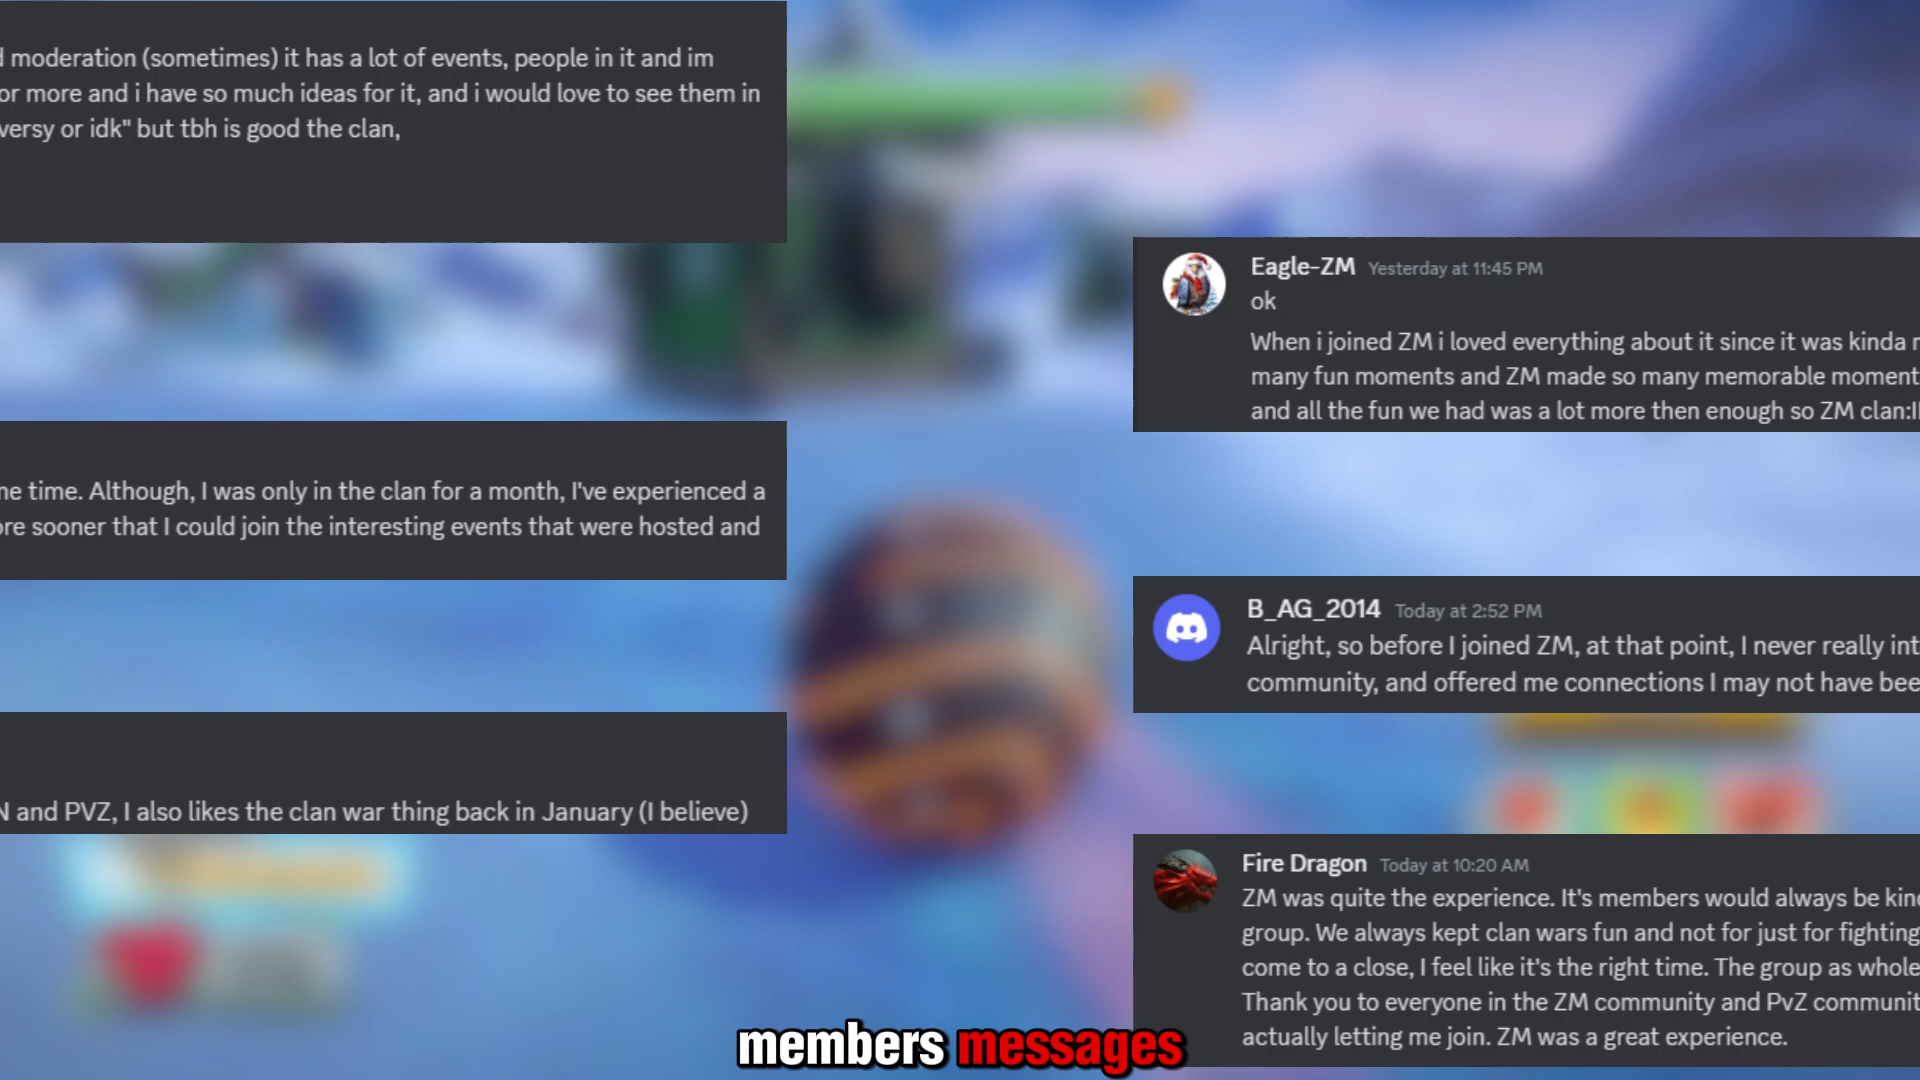 moderation (sometimes) it has a lot of events, people in it and im
or more and i have so much ideas for it, and i would love to see them in
versy or idk" but tbh is good the clan,
me time. Although, I was only in the clan for a month, I've experienced a
ore sooner that I could join the interesting events that were hosted and
N and PVZ, I also likes the clan war thing back in January (I believe)
Eagle-ZM Yesterday at 11:45 PM
ok
When i joined ZM i loved everything about it since it was kinda
many fun moments and ZM made so many memorable moment
and all the fun we had was a lot more then enough so ZM clan:
B_AG_2014 Today at 2:52 PM
Alright, so before I joined ZM, at that point, I never really int
community, and offered me connections I may not have bee
Fire Dragon Today at 10:20 AM
ZM was quite the experience. It's members would always be kin
group. We always kept clan wars fun and not for just for fighting
come to a close, I feel like it's the right time. The group as whole
Thank you to everyone in the ZM community and PvZ communit
actually letting me join. ZM was a great experience.
members messages